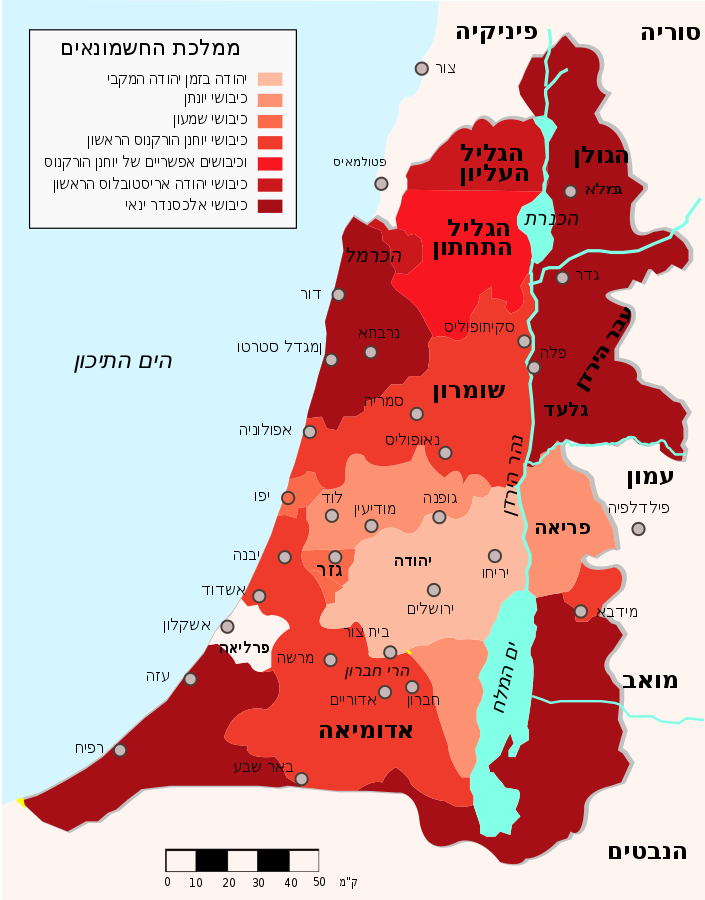 פיניקיה
סוריה
ממלכת החשמונאים
יהודה בזמן יהודה המקבי
כיבושי יונתן
כיבושי שמעון
כיבושי יוחנן הורקנוס הראשון
וכיבושים אפשריים של יוחנן הורקנוס
כיבושי יהודה אריסטובלוס הראשון
כיבושי אלכסנדר ינאי
צור
פטולמאיס
הגליל
העליון
הגולן
גמלא
הכנרת
הגליל
התחתון
הכרמל
גדר
דור
נרבתא
סקיתופוליס
עבר הירדן
מגדל סטרטון
פלה
הים התיכון
שומרון
סמריה
גלעד
אפולוניה
נאופוליס
נהר הירדן
עמון
יפו
לוד
מודיעין
גופנה
פילדלפיה
פריאה
יבנה
גזר
יהודה
יריחו
אשדוד
ירושלים
מידבא
אשקלון
בית צור
פרליאה
מרשה
הרי חברון
ים המלח
עזה
אדוריים
חברון
מואב
אדומיאה
רפיח
באר שבע
הנבטים
0 10 20 30 40 50 ק"מ